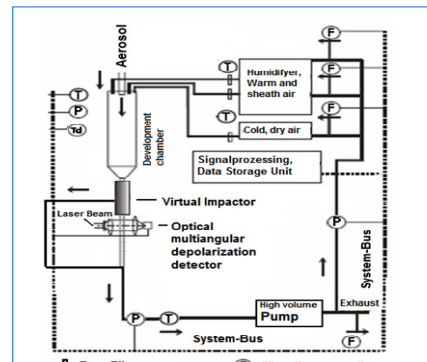 Aerosol
F
T
Humidifyer,
Warm and
sheath air
T
P
Pd
Development
chamber
T
F
Cold, dry air
Signalprozessing,
Data Storage Unit
Virtual Impactor
Laser Beam
Optical
multiangular
depolarization
detector
P
System-Bus
High volume
Pump
Exhaust
P
T
F
System-Bus